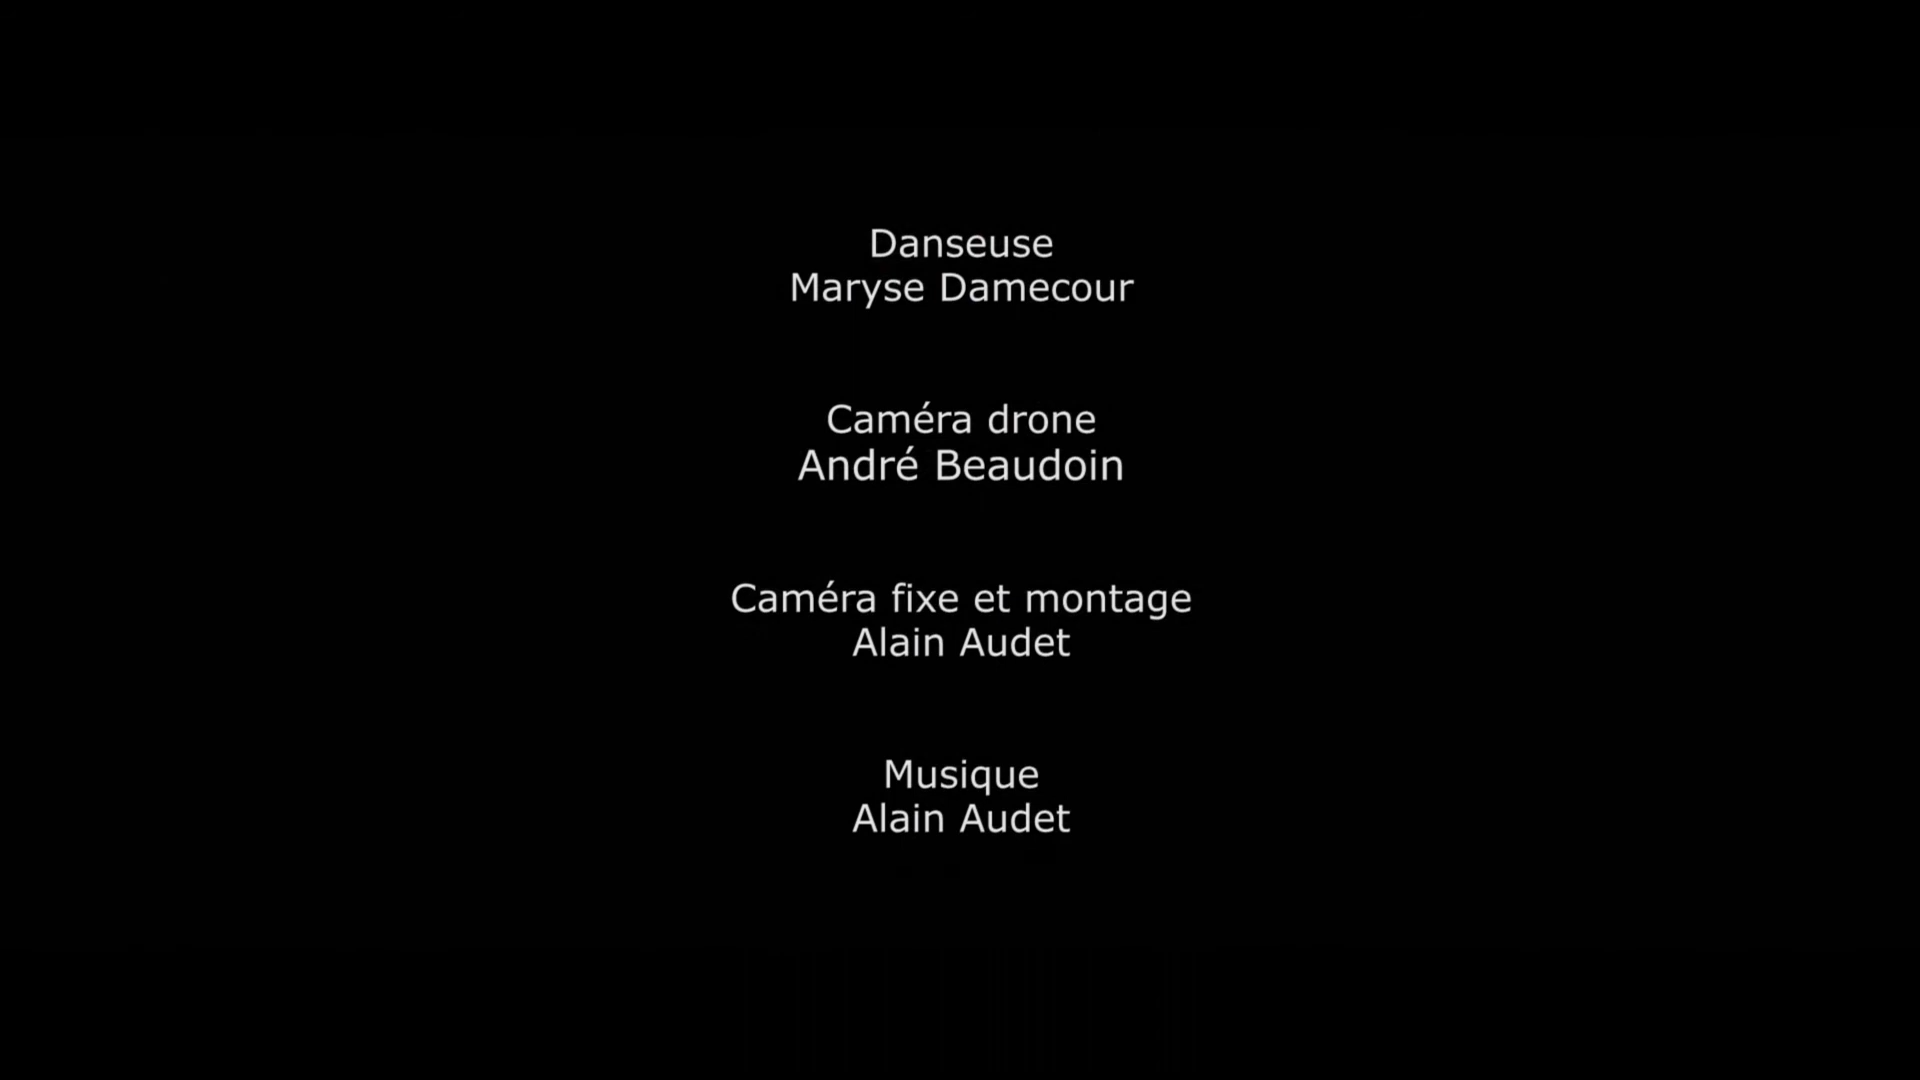 Danseuse
Maryse Damecour
Caméra drone
André Beaudoin
Caméra fixe et montage
Alain Audet
Musique
Alain Audet